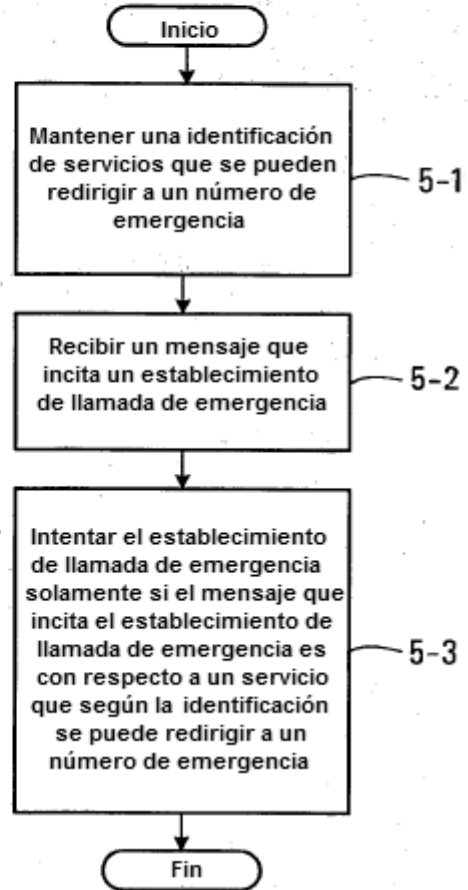 Inicio
Mantener una identificación
de servicios que se pueden
redirigir a un número de
emergencia
5-1
Recibir un mensaje que
incita un establecimiento
de llamada de emergencia
5-2
Intentar el establecimiento
de llamada de emergencia
solamente si el mensaje que
incita el establecimiento de
llamada de emergencia es
con respecto a un servicio
que según la identificación
se puede redirigir a un
número de emergencia
5-3
Fin